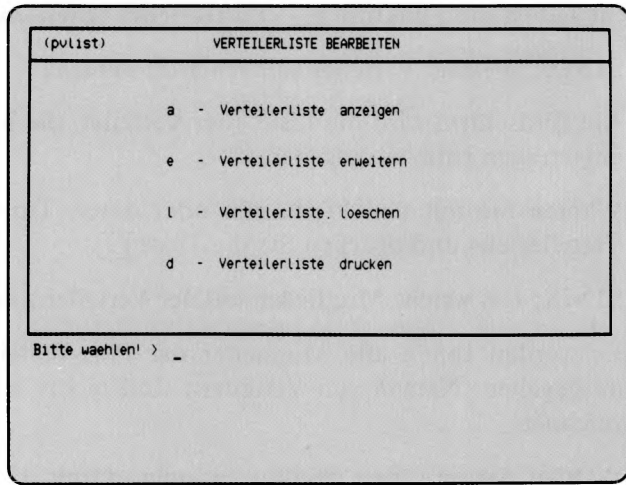 (pvlist) VERTEILERLISTE BEARBEITEN
a - Verteilerliste anzeigen
e - Verteilerliste erweitern
l - Verteilerliste. loeschen
d - Verteilerliste drucken
Bitte waehlen! > _